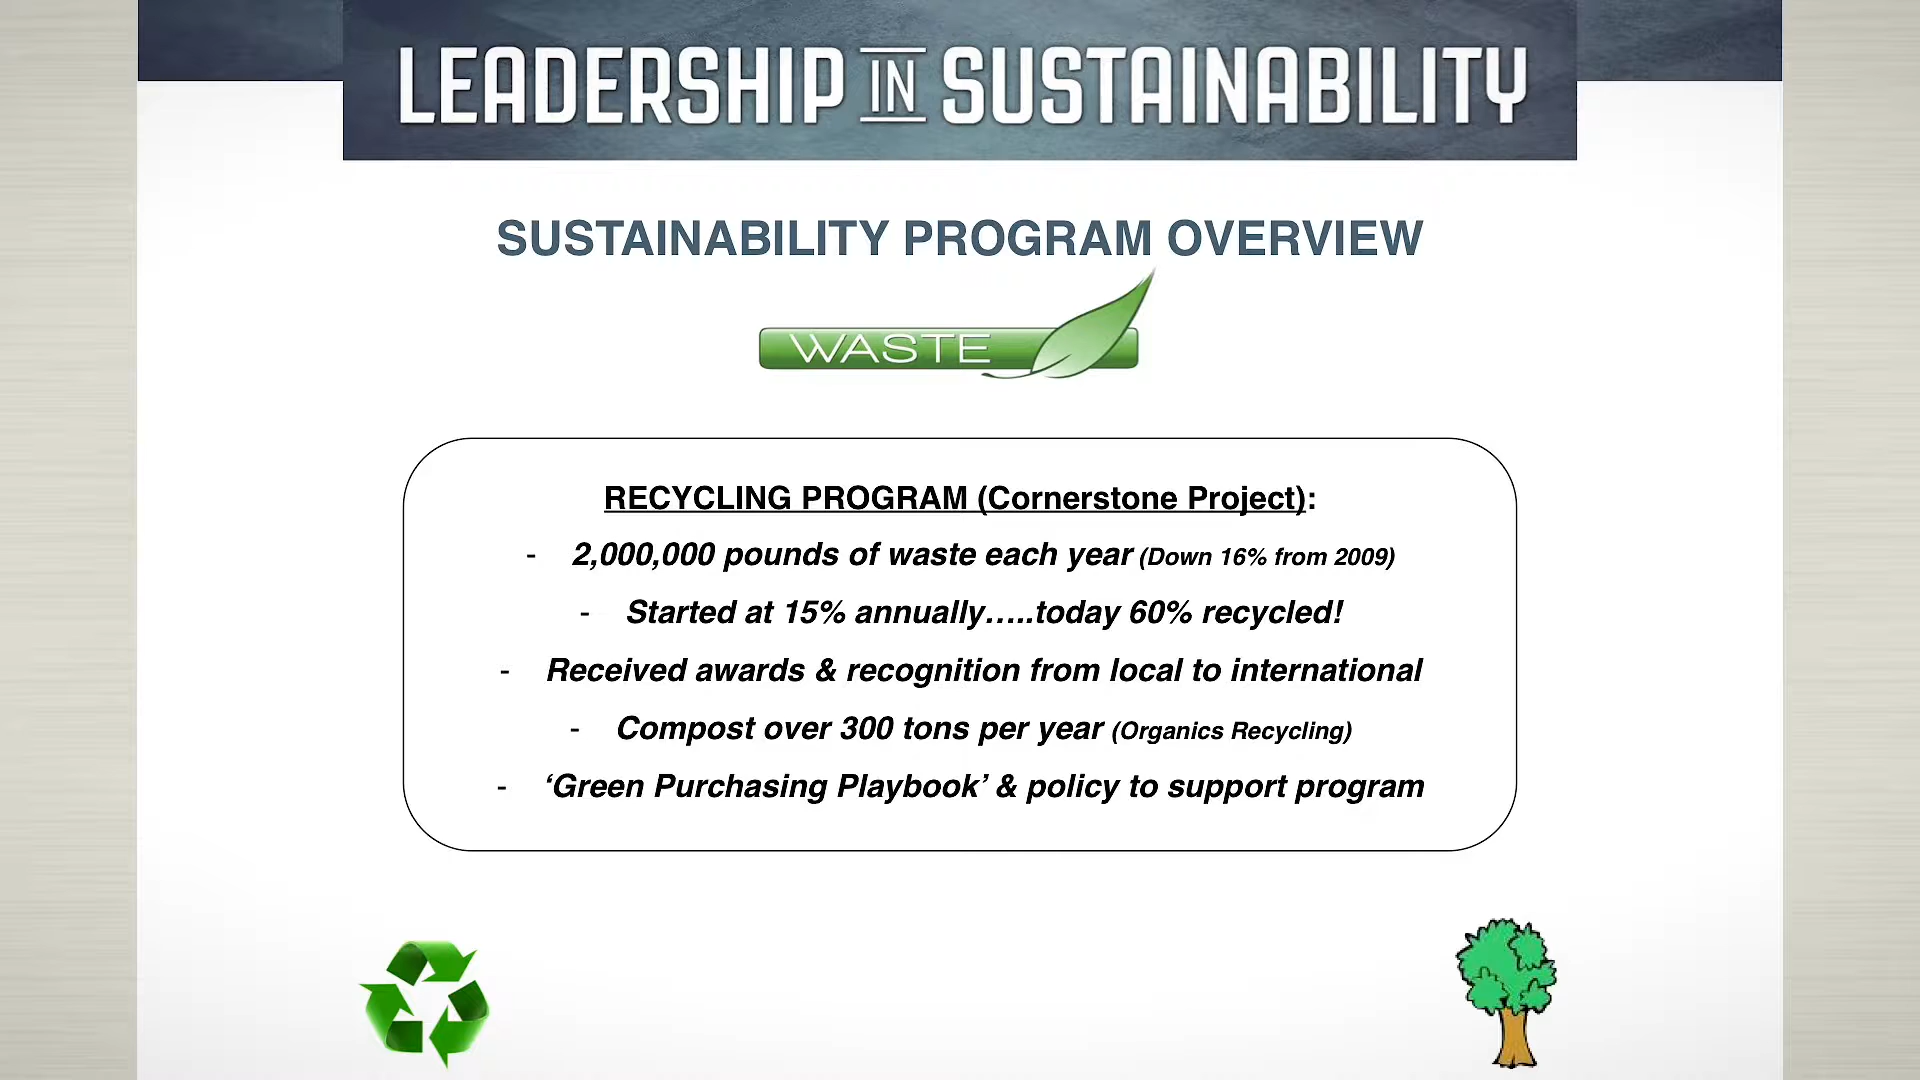 LEADERSHIP IN SUSTAINABILITY
SUSTAINABILITY PROGRAM OVERVIEW
WASTE
RECYCLING PROGRAM (Cornerstone Project):
- 2,000,000 pounds of waste each year (Down 16% from 2009)
- Started at 15% annually…..today 60% recycled!
- Received awards & recognition from local to international
- Compost over 300 tons per year (Organics Recycling)
- ‘Green Purchasing Playbook’ & policy to support program